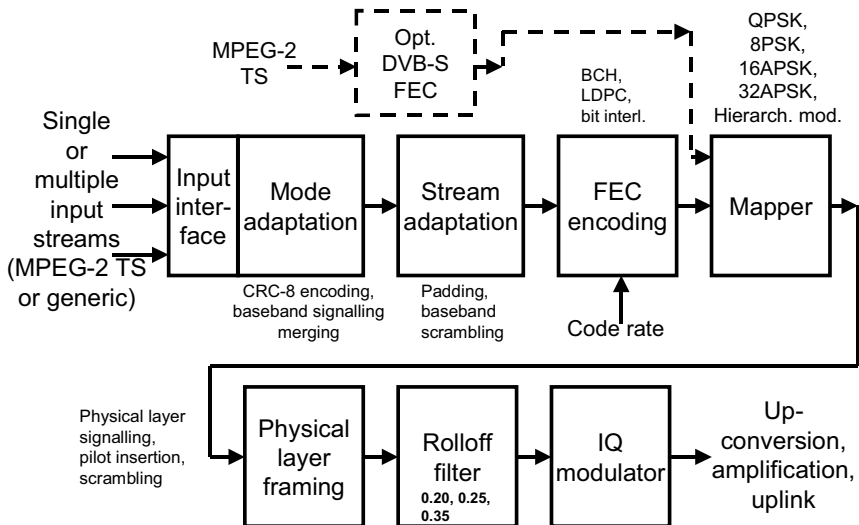 MPEG-2
TS
Opt.
DVB-S
FEC
QPSK,
8PSK,
16APSK,
32APSK,
Hierarch. mod.
BCH,
LDPC,
bit interl.
Single
or
multiple
input
streams
(MPEG-2 TS
or generic)
Input
inter-
face
Mode
adaptation
Stream
adaptation
FEC
encoding
Mapper
CRC-8 encoding,
baseband signalling
merging
Padding,
baseband
scrambling
Code rate
Physical layer
signalling,
pilot insertion,
scrambling
Physical
layer
framing
Rolloff
filter
0.20, 0.25,
0.35
IQ
modulator
Up-
conversion,
amplification,
uplink